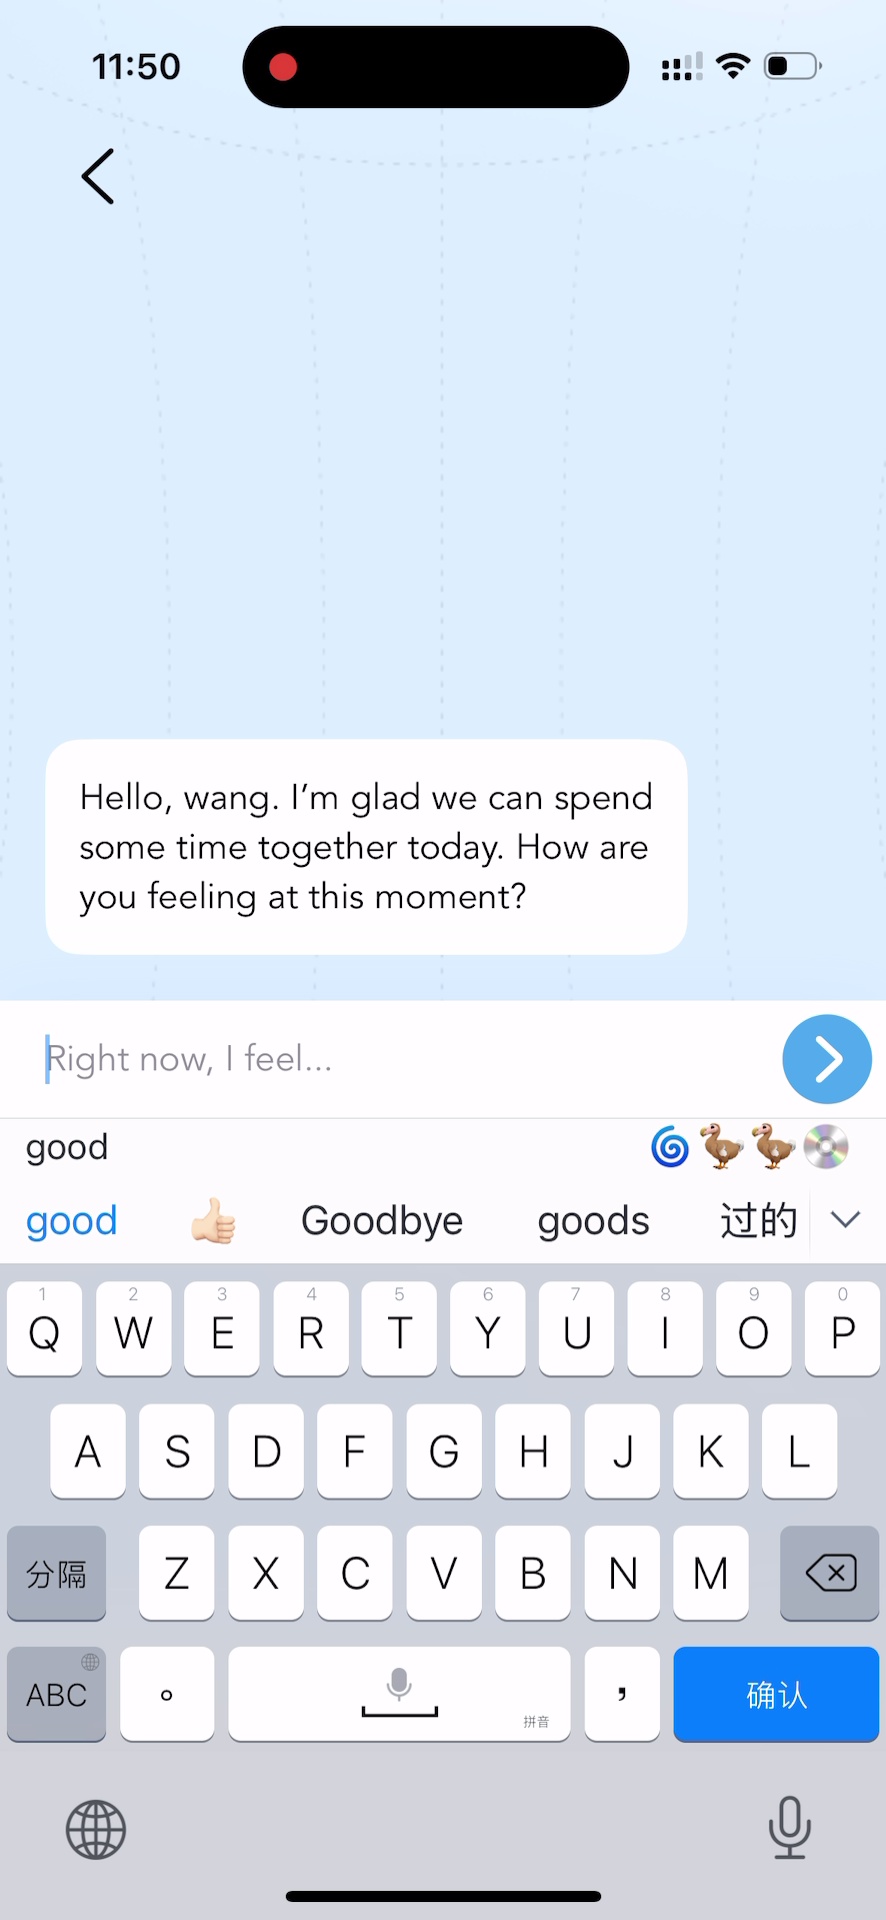 11:50
Hello, wang. I’m glad we can spend
some time together today. How are
you feeling at this moment?
Right now, I feel...
good
good Goodbye goods 过的
1 2 3 4 5 6 7 8 9 0
Q W E R T Y U I O P
A S D F G H J K L
分隔 Z X C V B N M
ABC 。 拼音 , 确认